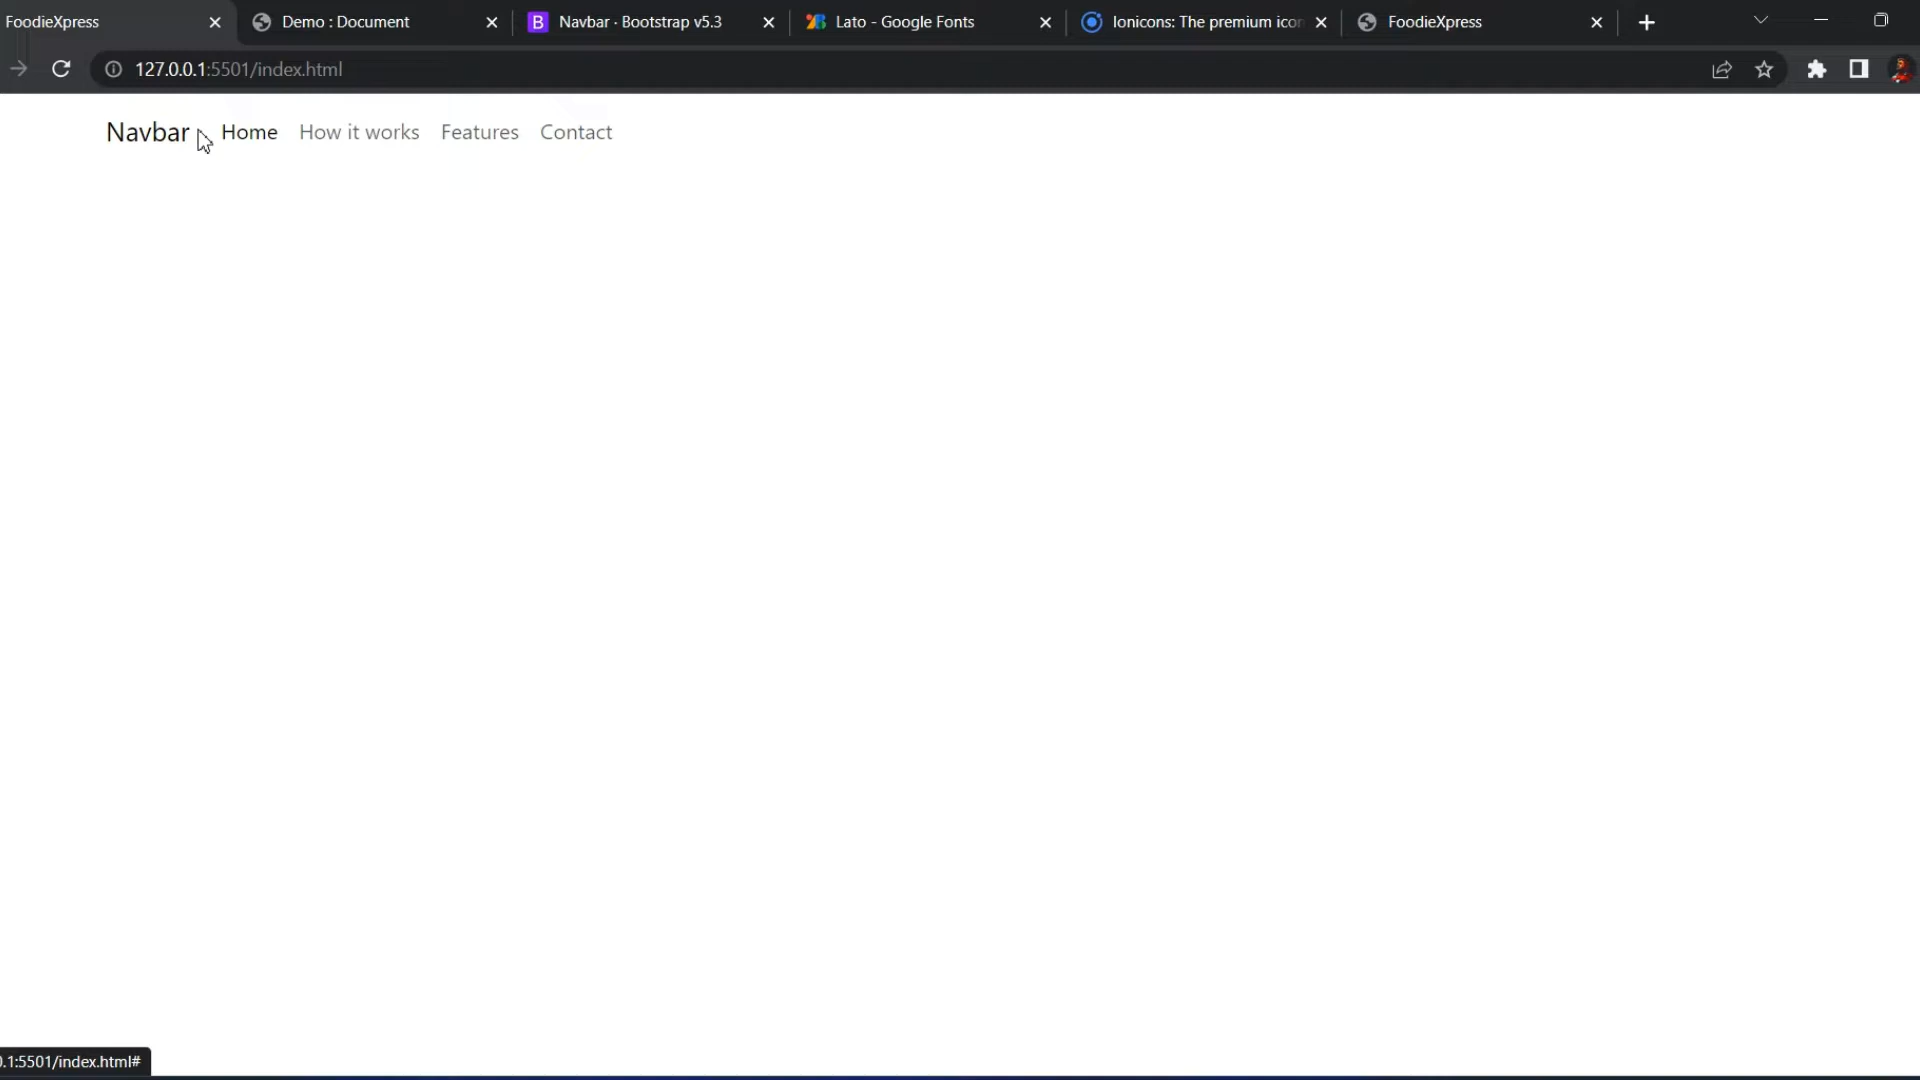 FoodieXpress
Demo : Document
Navbar · Bootstrap v5.3
Lato - Google Fonts
Ionicons: The premium icon
FoodieXpress
127.0.0.1:5501/index.html
Navbar Home How it works Features Contact
0.1:5501/index.html#